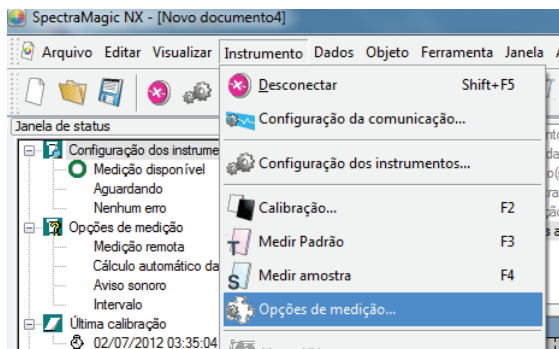 SpectraMagic NX - [Novo documento4]
Arquivo Editar Visualizar Instrumento Dados Objeto Ferramenta Janela
Desconectar Shift+F5
Configuração da comunicação...
Configuração dos instrumentos...
Calibração... F2
Medir Padrão F3
Medir amostra F4
Opções de medição...
Janela de status
Configuração dos instrume
Medição disponível
Aguardando
Nenhum erro
Opções de medição
Medição remota
Cálculo automático da
Aviso sonoro
Intervalo
Última calibração
02/07/2012 03:35:04